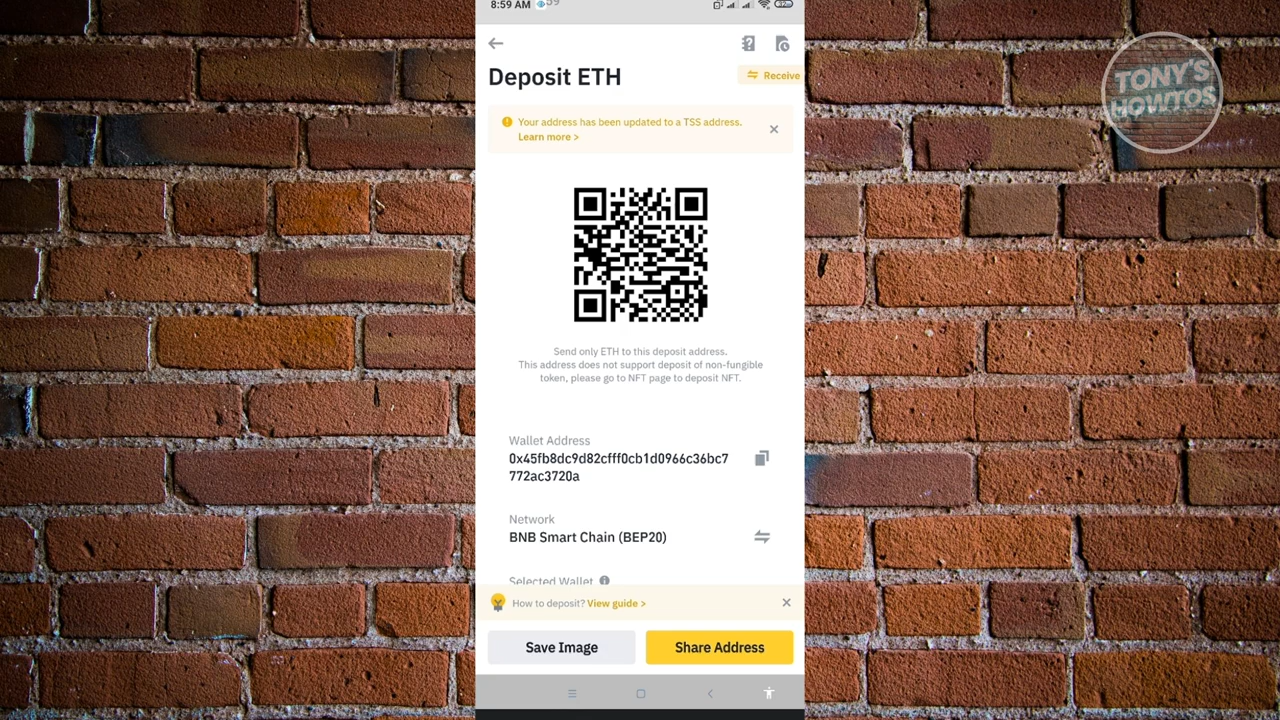 8:59 AM
59
TONY'S
HOWTOS
Deposit ETH
Receive
Your address has been updated to a TSS address.
Learn more >
Send only ETH to this deposit address.
This address does not support deposit of non-fungible
token, please go to NFT page to deposit NFT.
Wallet Address
0x45fb8dc9d82cfff0cb1d0966c36bc7
772ac3720a
Network
BNB Smart Chain (BEP20)
Selected Wallet
How to deposit? View guide >
Save Image
Share Address